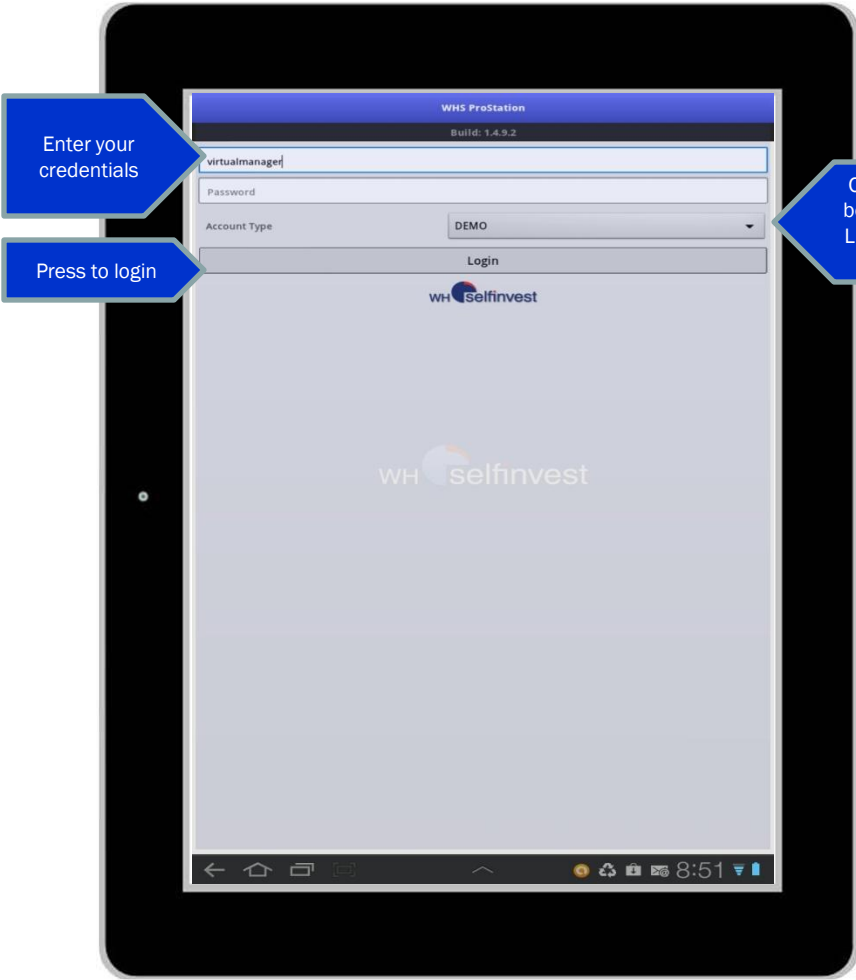 WHS ProStation
Build: 1.4.9.2
Enter your
credentials
virtualmanager
Password
Account Type
DEMO
Press to login
Login
WH selfinvest
WH selfinvest
8:51